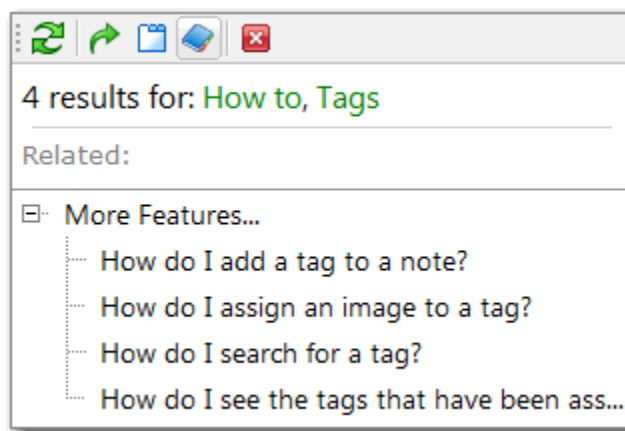 4 results for: How to, Tags
Related:
More Features...
How do I add a tag to a note?
How do I assign an image to a tag?
How do I search for a tag?
How do I see the tags that have been ass...